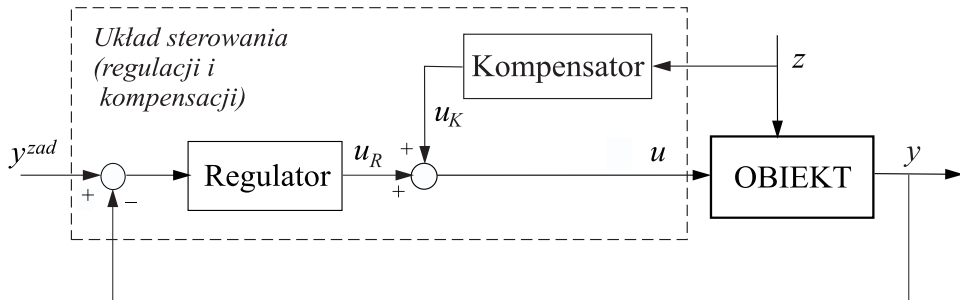 Układ sterowania
(regulacji i
kompensacji)
Kompensator
z
u_K
y^{zad}
+
u_R
+
u
y
Regulator
OBIEKT
+
−